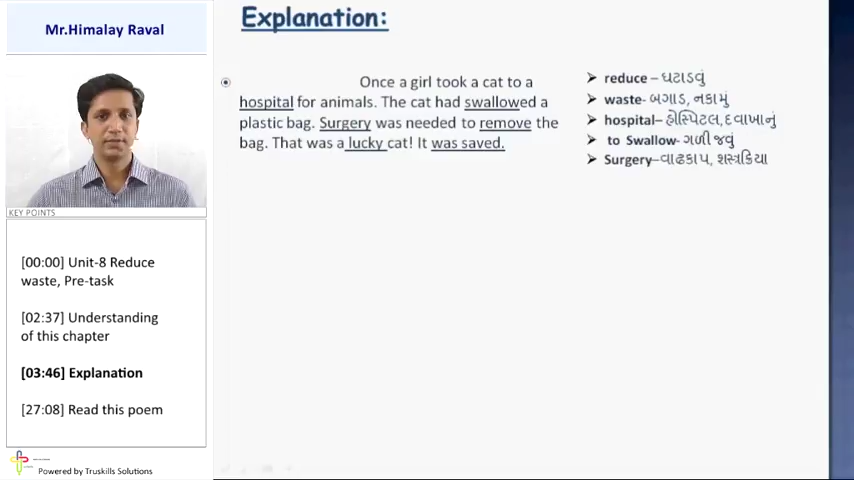 Mr.Himalay Raval
KEY POINTS
[00:00] Unit-8 Reduce
waste, Pre-task
[02:37] Understanding
of this chapter
[03:46] Explanation
[27:08] Read this poem
Powered by Truskills Solutions
Explanation:
Once a girl took a cat to a
hospital for animals. The cat had swallowed a
plastic bag. Surgery was needed to remove the
bag. That was a lucky cat! It was saved.
➢ reduce – ઘટાડવું
➢ waste- બગાડ, નકામું
➢ hospital– હોસ્પિટલ, દવાખાનું
➢ to Swallow- ગળી જવું
➢ Surgery–વાઢકાપ, શસ્ત્રક્રિયા